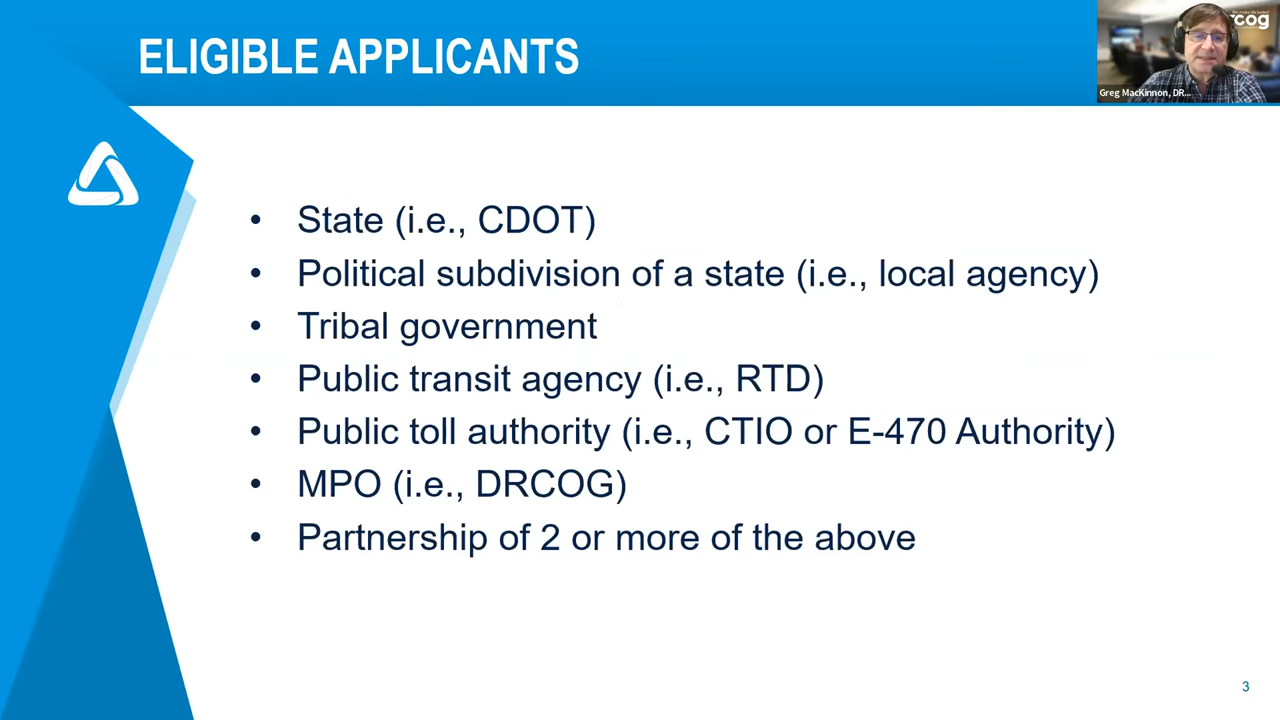 ELIGIBLE APPLICANTS
rcog
Greg MacKinnon, DR...
• State (i.e., CDOT)
• Political subdivision of a state (i.e., local agency)
• Tribal government
• Public transit agency (i.e., RTD)
• Public toll authority (i.e., CTIO or E-470 Authority)
• MPO (i.e., DRCOG)
• Partnership of 2 or more of the above
3